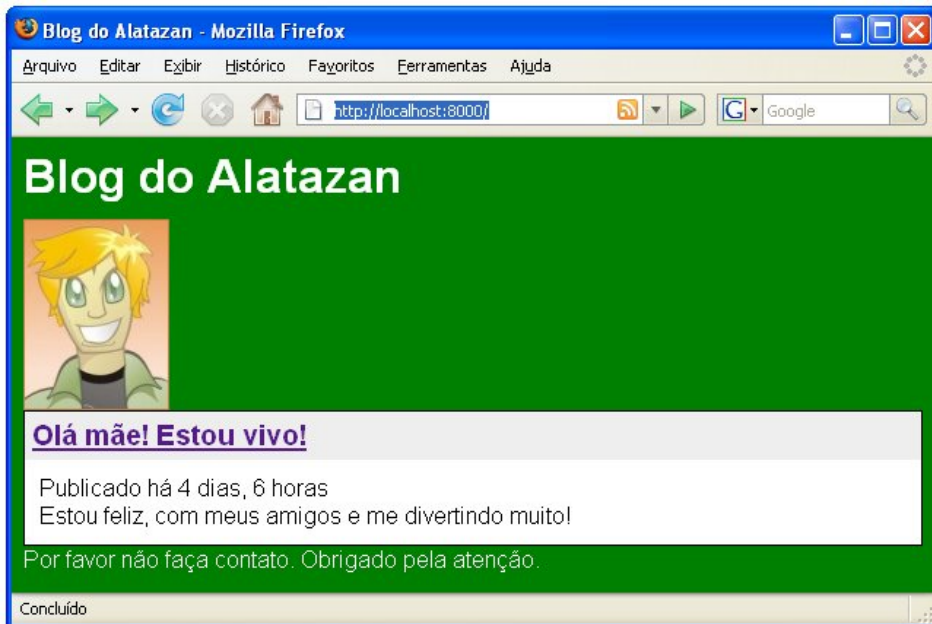 Blog do Alatazan - Mozilla Firefox
Arquivo Editar Exibir Histórico Favoritos Ferramentas Ajuda
http://localhost:8000/ G Google
Blog do Alatazan
Olá mãe! Estou vivo!
Publicado há 4 dias, 6 horas
Estou feliz, com meus amigos e me divertindo muito!
Por favor não faça contato. Obrigado pela atenção.
Concluído